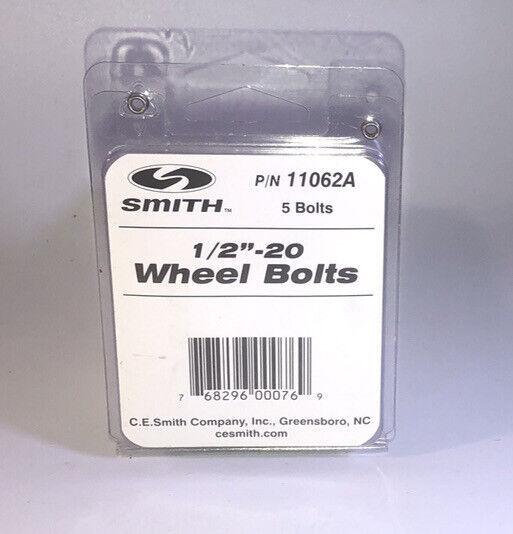 SMITH™
P/N 11062A
5 Bolts
1/2"-20
Wheel Bolts
7 68296 00076 9
C.E.Smith Company, Inc., Greensboro, NC
cesmith.com